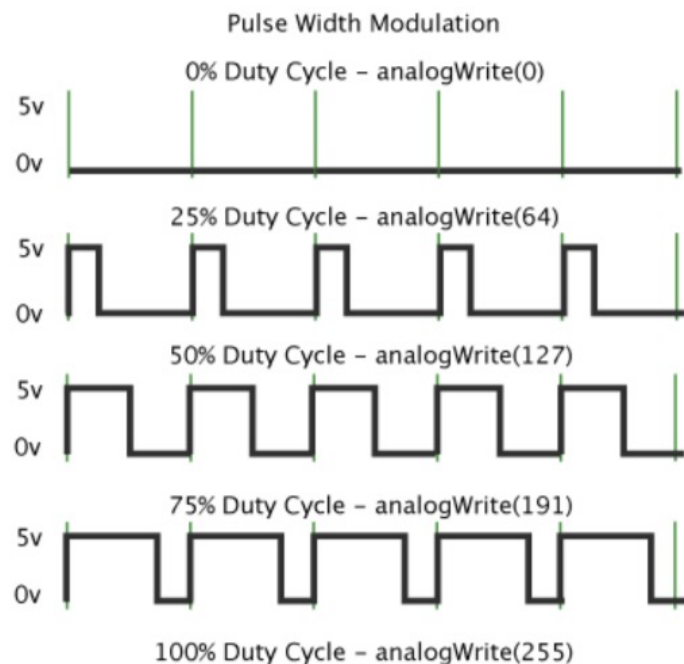 Pulse Width Modulation
0% Duty Cycle – analogWrite(0)
5v
0v
25% Duty Cycle – analogWrite(64)
5v
0v
50% Duty Cycle – analogWrite(127)
5v
0v
75% Duty Cycle – analogWrite(191)
5v
0v
100% Duty Cycle – analogWrite(255)